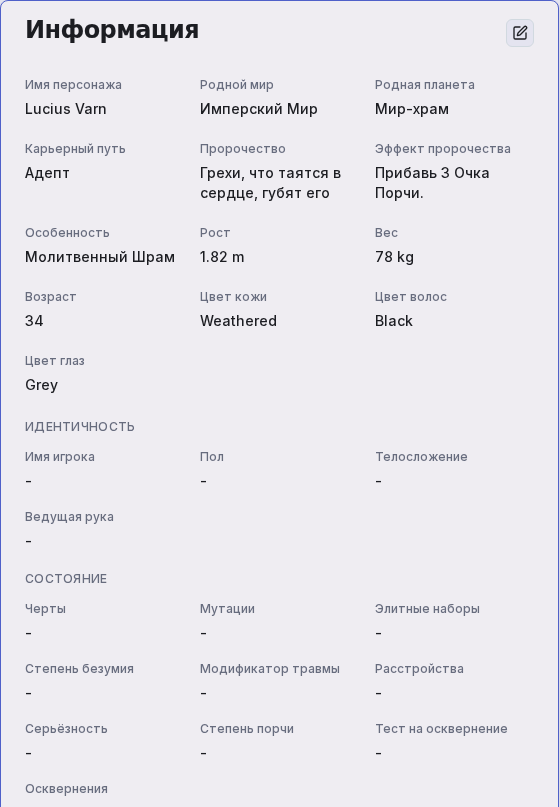 Информация
Имя персонажа Родной мир Родная планета
Lucius Varn Имперский Мир Мир-храм
Карьерный путь Пророчество Эффект пророчества
Адепт Грехи, что таятся в Прибавь 3 Очка
сердце, губят его Порчи.
Особенность Рост Вес
Молитвенный Шрам 1.82 m 78 kg
Возраст Цвет кожи Цвет волос
34 Weathered Black
Цвет глаз
Grey
ИДЕНТИЧНОСТЬ
Имя игрока Пол Телосложение
- - -
Ведущая рука
-
СОСТОЯНИЕ
Черты Мутации Элитные наборы
- - -
Степень безумия Модификатор травмы Расстройства
- - -
Серьёзность Степень порчи Тест на осквернение
- - -
Осквернения